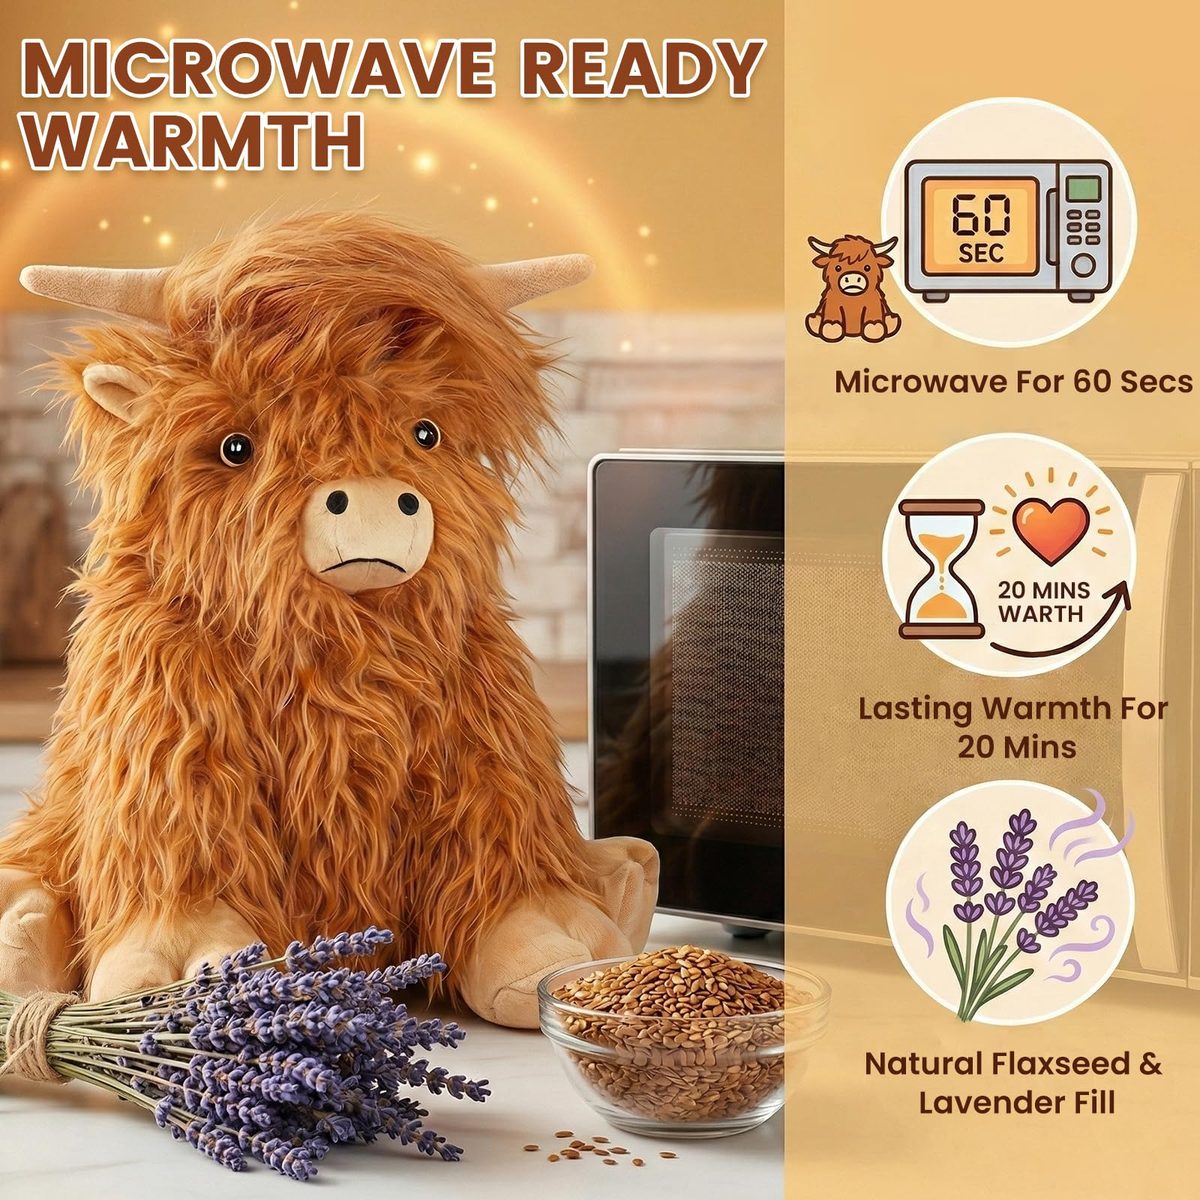 MICROWAVE READY
WARMTH
60
SEC
Microwave For 60 Secs
20 MINS
WARTH
Lasting Warmth For
20 Mins
Natural Flaxseed &
Lavender Fill